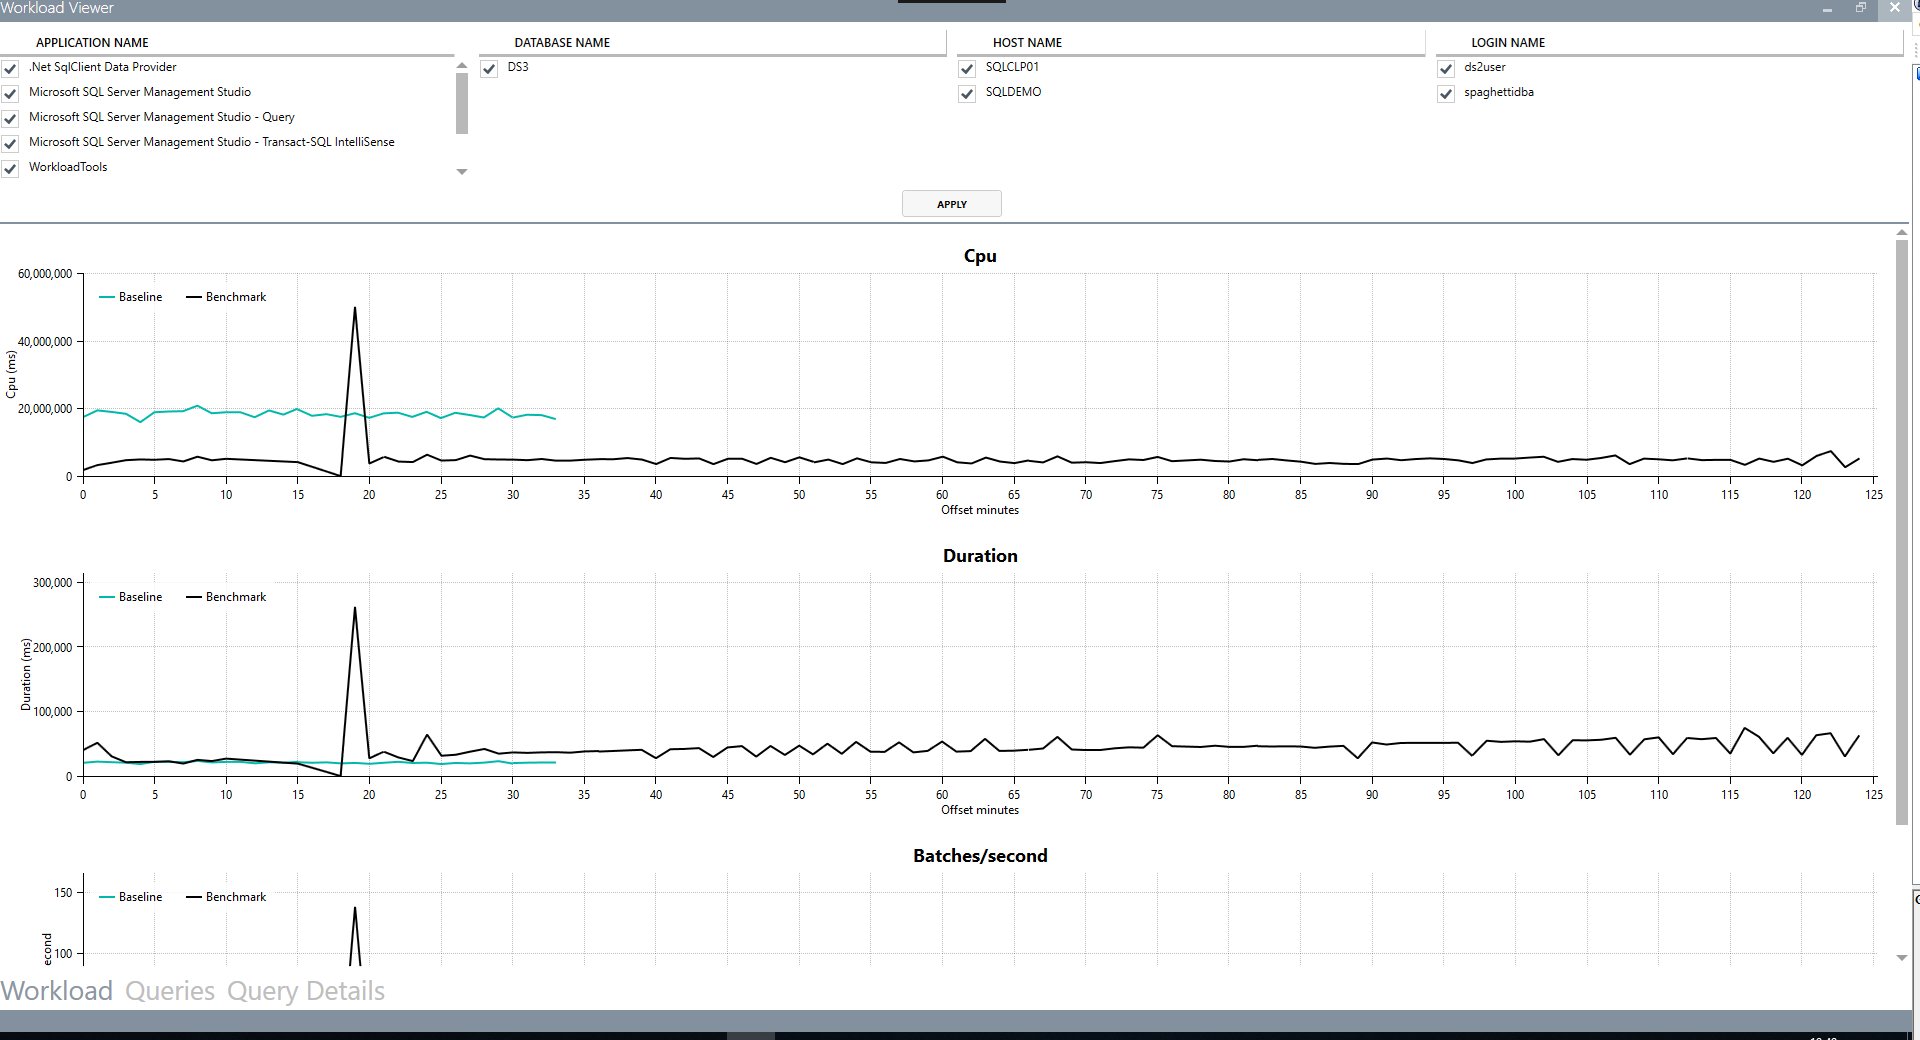 Workload Viewer
APPLICATION NAME
.Net SqlClient Data Provider
Microsoft SQL Server Management Studio
Microsoft SQL Server Management Studio - Query
Microsoft SQL Server Management Studio - Transact-SQL IntelliSense
WorkloadTools
DATABASE NAME
DS3
HOST NAME
SQLCLP01
SQLDEMO
LOGIN NAME
ds2user
spaghettidba
APPLY
Cpu
Baseline Benchmark
Cpu (ms)
60,000,000
40,000,000
20,000,000
0
0 5 10 15 20 25 30 35 40 45 50 55 60 65 70 75 80 85 90 95 100 105 110 115 120 125
Offset minutes
Duration
Baseline Benchmark
Duration (ms)
300,000
200,000
100,000
0
0 5 10 15 20 25 30 35 40 45 50 55 60 65 70 75 80 85 90 95 100 105 110 115 120 125
Offset minutes
Batches/second
Baseline Benchmark
econd
150
100
Workload Queries Query Details